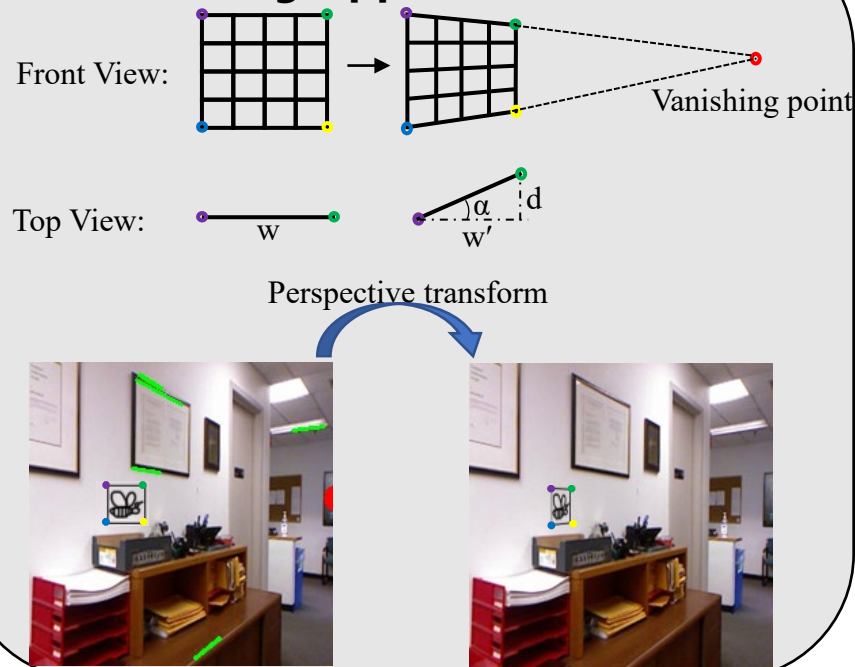 Front View:
Vanishing point
Top View:
w
α
d
w′
Perspective transform